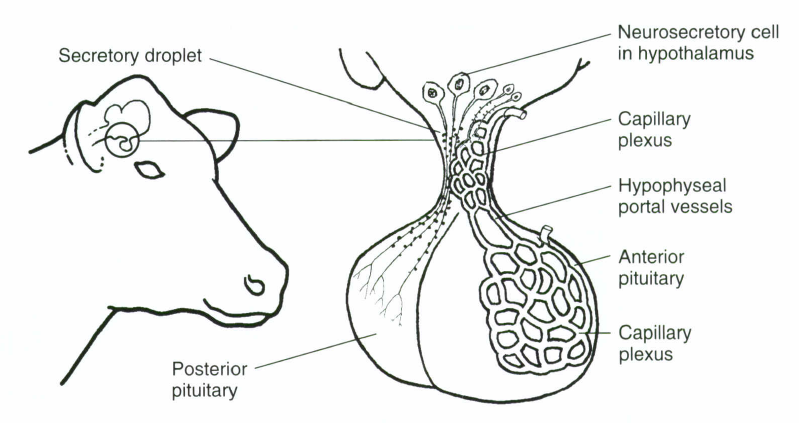 Secretory droplet
Neurosecretory cell
in hypothalamus
Capillary
plexus
Hypophyseal
portal vessels
Anterior
pituitary
Capillary
plexus
Posterior
pituitary